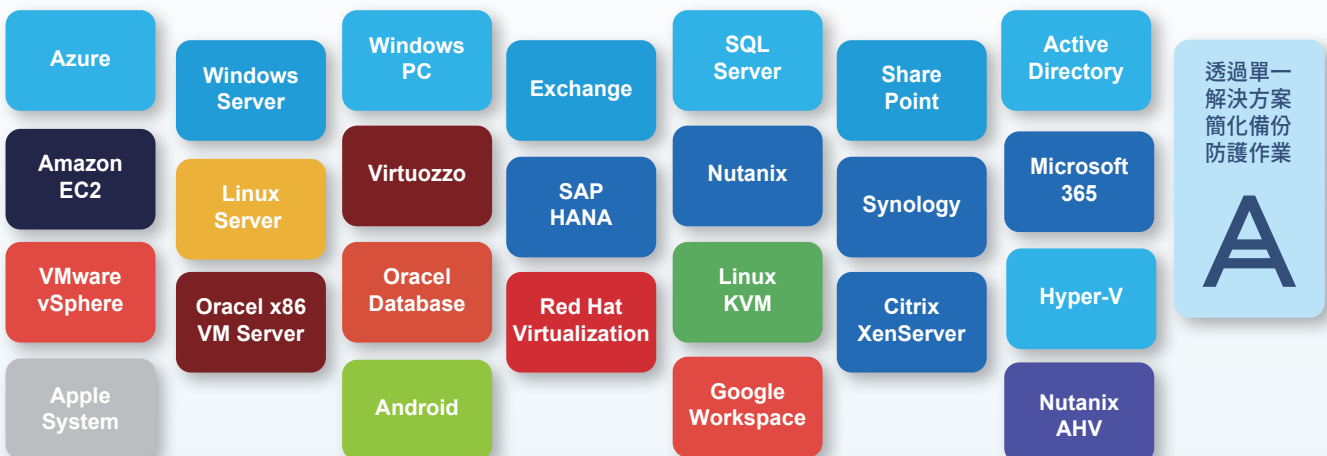 Azure
Windows
Server
Windows
PC
Exchange
SQL
Server
Share
Point
Active
Directory
透過單一
解決方案
簡化備份
防護作業
Amazon
EC2
Linux
Server
Virtuozzo
SAP
HANA
Nutanix
Synology
Microsoft
365
VMware
vSphere
Oracel x86
VM Server
Oracel
Database
Red Hat
Virtualization
Linux
KVM
Citrix
XenServer
Hyper-V
Apple
System
Android
Google
Workspace
Nutanix
AHV
A